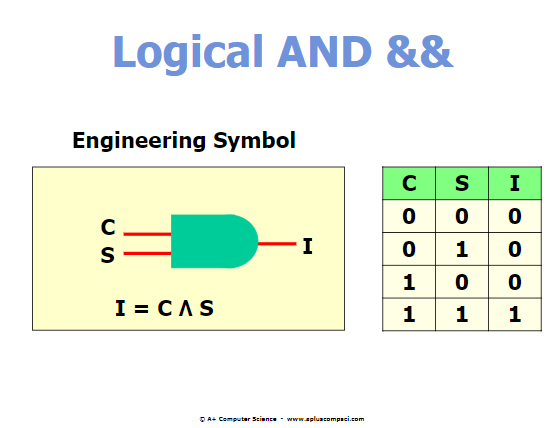 Logical AND &&
Engineering Symbol
C
S
I
I = C Λ S
C S I
0 0 0
0 1 0
1 0 0
1 1 1
© A+ Computer Science - www.apluscompsci.com